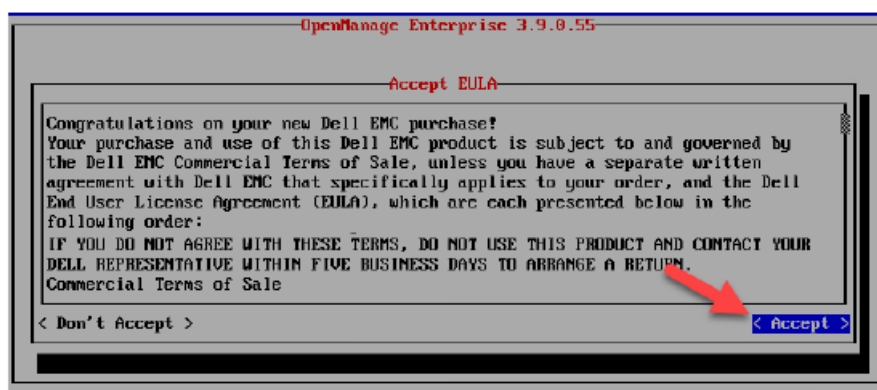 OpenManage Enterprise 3.9.0.55
Accept EULA
Congratulations on your new Dell EMC purchase!
Your purchase and use of this Dell EMC product is subject to and governed by
the Dell EMC Commercial Terms of Sale, unless you have a separate written
agreement with Dell EMC that specifically applies to your order, and the Dell
End User License Agreement (EULA), which are each presented below in the
following order:
IF YOU DO NOT AGREE WITH THESE TERMS, DO NOT USE THIS PRODUCT AND CONTACT YOUR
DELL REPRESENTATIVE WITHIN FIVE BUSINESS DAYS TO ARRANGE A RETURN.
Commercial Terms of Sale
< Don't Accept > < Accept >